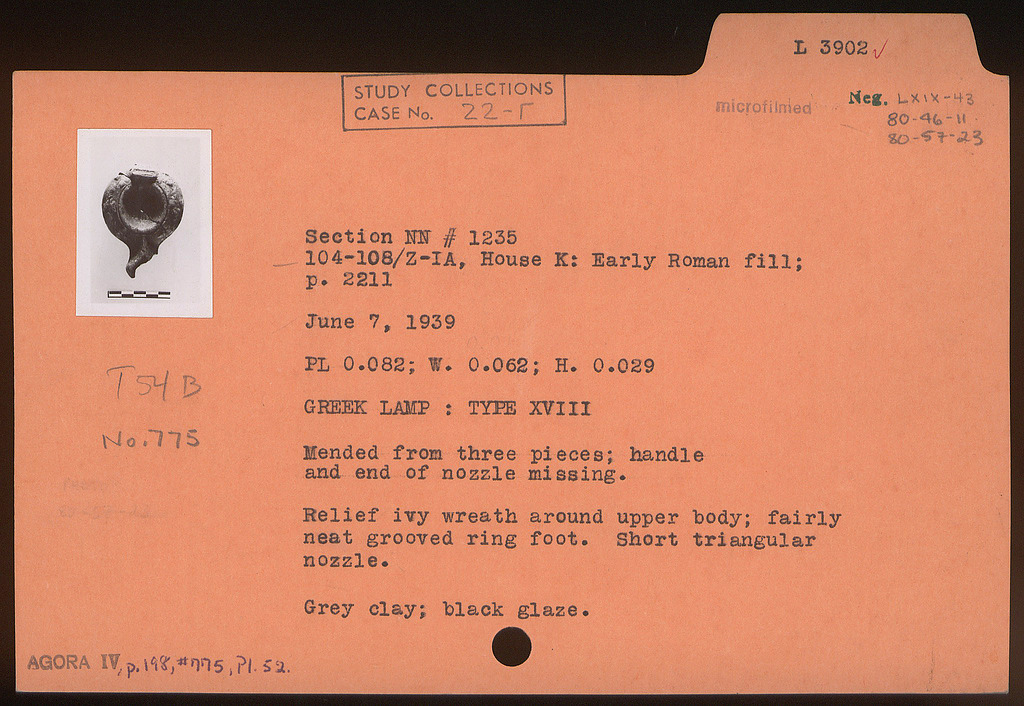 L 3902 ✓
STUDY COLLECTIONS
CASE No. 22-Γ
microfilmed
Neg. LXIX-43
80-46-11
80-57-23
Section NN # 1235
104-108/Z-IA, House K: Early Roman fill;
p. 2211
June 7, 1939
PL 0.082; W. 0.062; H. 0.029
GREEK LAMP : TYPE XVIII
T 54 B
No. 775
Mended from three pieces; handle
and end of nozzle missing.
Relief ivy wreath around upper body; fairly
neat grooved ring foot. Short triangular
nozzle.
Grey clay; black glaze.
AGORA IV, p. 198, #775, Pl. 52.